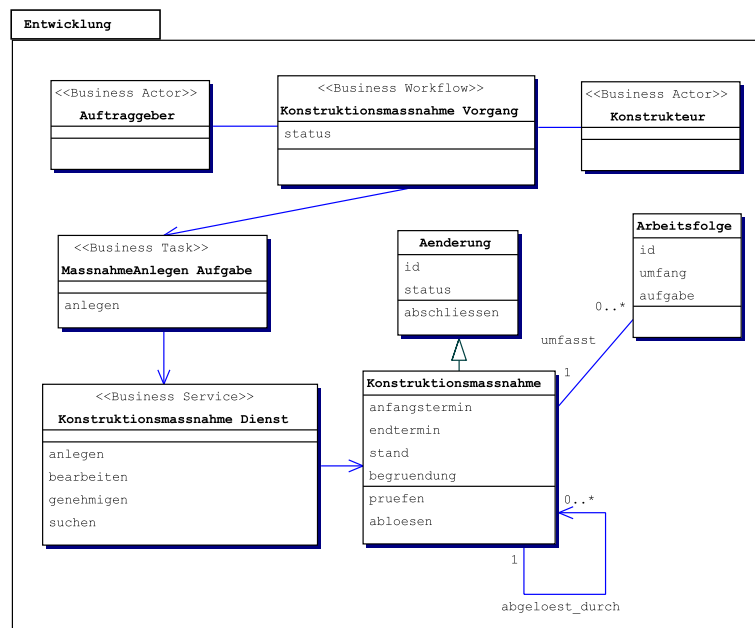 Entwicklung
<<Business Actor>>
Auftraggeber
<<Business Workflow>>
Konstruktionsmassnahme Vorgang
status
<<Business Actor>>
Konstrukteur
<<Business Task>>
MassnahmeAnlegen Aufgabe
anlegen
Aenderung
id
status
abschliessen
Arbeitsfolge
id
umfang
aufgabe
0..*
umfasst
1
<<Business Service>>
Konstruktionsmassnahme Dienst
anlegen
bearbeiten
genehmigen
suchen
Konstruktionsmassnahme
anfangstermin
endtermin
stand
begruendung
pruefen
abloesen
0..*
1
abgeloest_durch